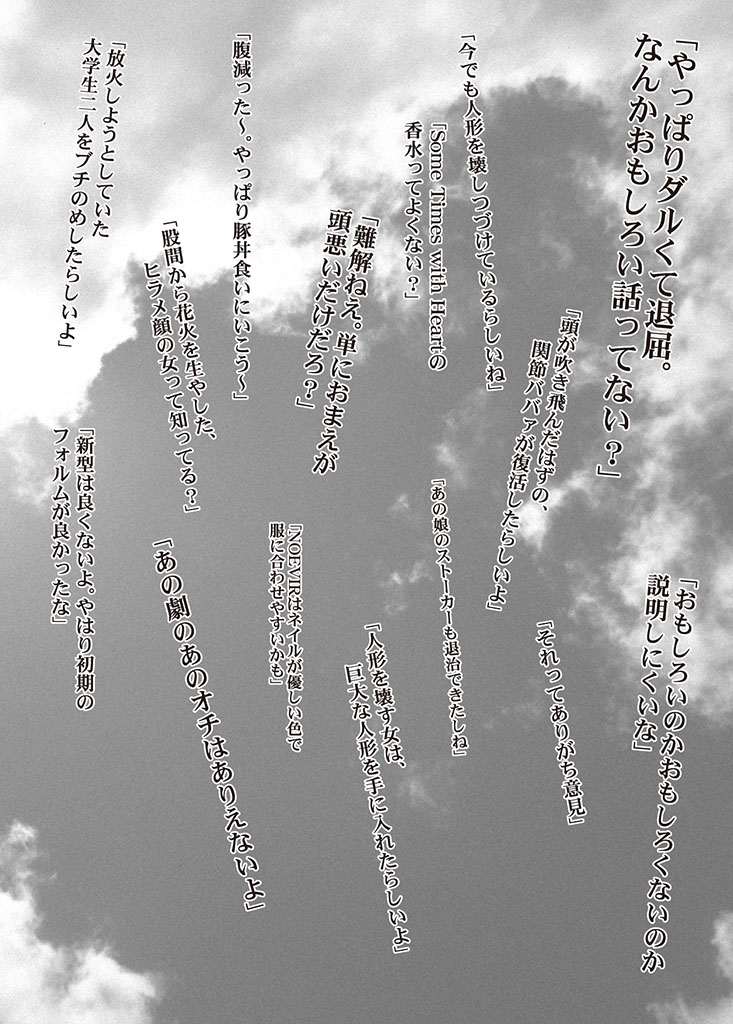 「やっぱりダルくて退屈。
なんかおもしろい話ってない？」
「おもしろいのかおもしろくないのか
説明しにくいな」
「頭が吹き飛んだはずの、
関節ババァが復活したらしいよ」
「それってありがち意見」
「今でも人形を壊しつづけているらしいね」
「Some Times with Heartの
香水ってよくない？」
「あの娘のストーカーも退治できたしね」
「難解ねえ。単におまえが
頭悪いだけだろ？」
「人形を壊す女は、
巨大な人形を手に入れたらしいよ」
「腹減った〜。やっぱり豚丼食いにいこう〜」
「NOEVIRはネイルが優しい色で
服に合わせやすいかも」
「股間から花火を生やした、
ヒラメ顔の女って知ってる？」
「あの劇のあのオチはありえないよ」
「放火しようとしていた
大学生二人をブチのめしたらしいよ」
「新型は良くないよ。やはり初期の
フォルムが良かったな」